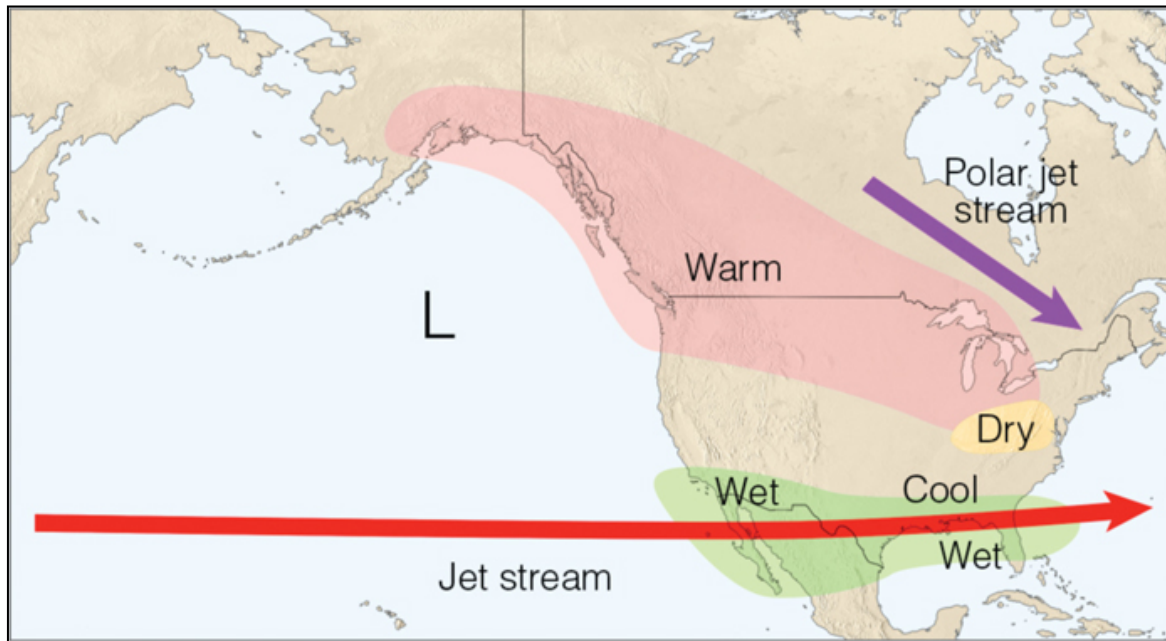 Polar jet
stream
Warm
L
Dry
Wet
Cool
Wet
Jet stream